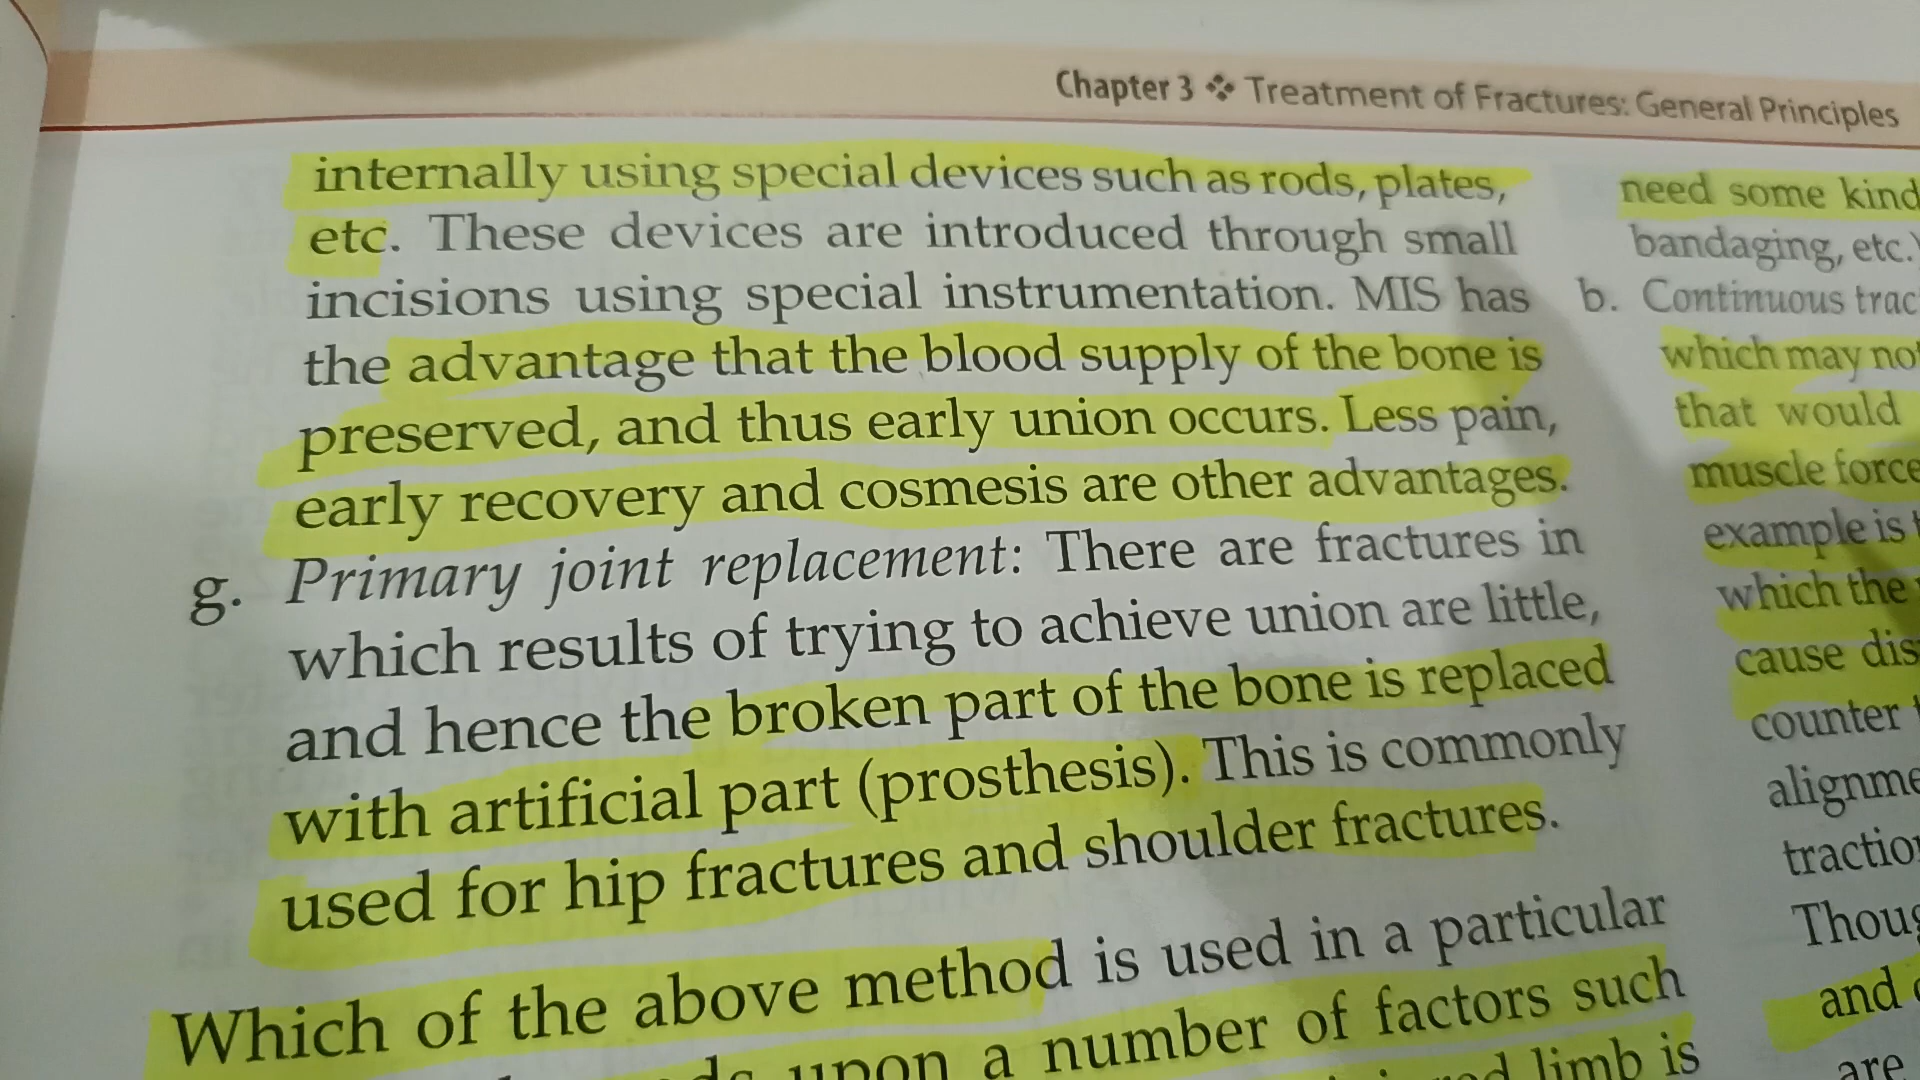 Chapter 3 ❖ Treatment of Fractures: General Principles
internally using special devices such as rods, plates,
etc. These devices are introduced through small
incisions using special instrumentation. MIS has
the advantage that the blood supply of the bone is
preserved, and thus early union occurs. Less pain,
early recovery and cosmesis are other advantages.
g. Primary joint replacement: There are fractures in
which results of trying to achieve union are little,
and hence the broken part of the bone is replaced
with artificial part (prosthesis). This is commonly
used for hip fractures and shoulder fractures.
Which of the above method is used in a particular
upon a number of factors such
limb is
need some kind
bandaging, etc.)
b. Continuous trac
which may not
that would
muscle force
example is
which the
cause dis
counter
alignme
traction
Thoug
and
are